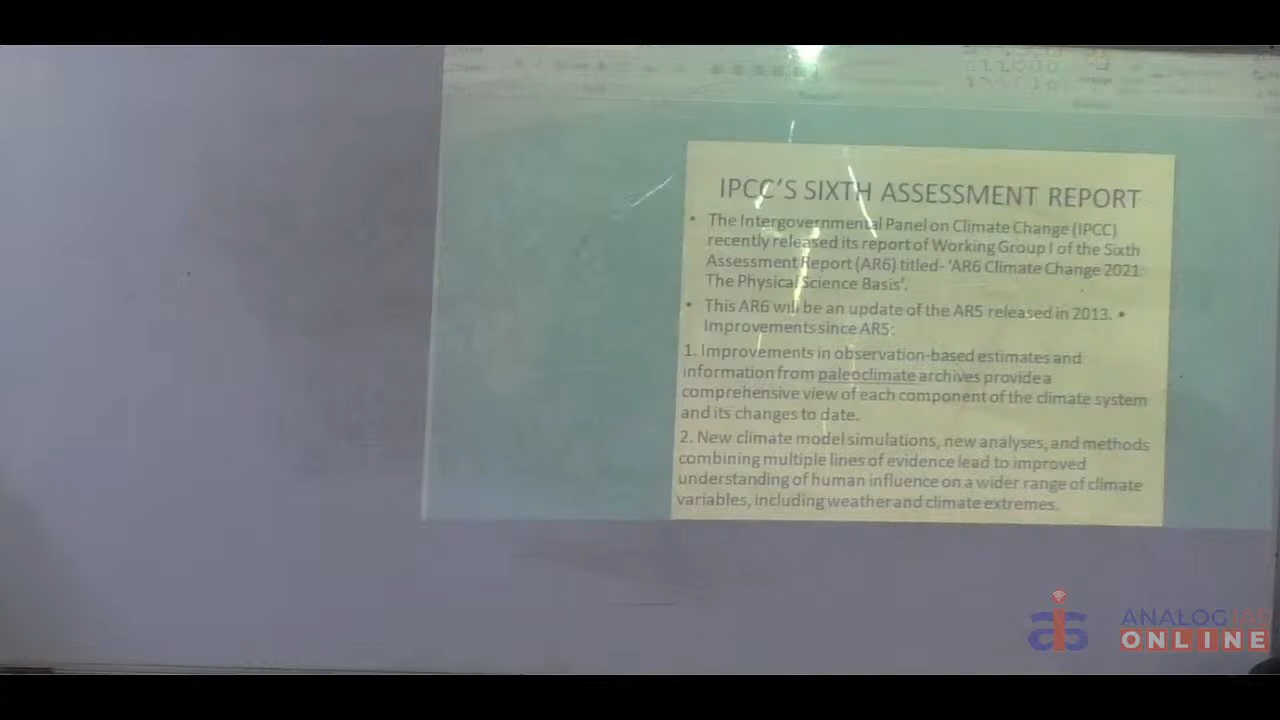 IPCC'S SIXTH ASSESSMENT REPORT
• The Intergovernmental Panel on Climate Change (IPCC)
recently released its report of Working Group I of the Sixth
Assessment Report (AR6) titled- 'AR6 Climate Change 2021:
The Physical Science Basis'.
• This AR6 will be an update of the AR5 released in 2013. •
Improvements since AR5:
1. Improvements in observation-based estimates and
information from paleoclimate archives provide a
comprehensive view of each component of the climate system
and its changes to date.
2. New climate model simulations, new analyses, and methods
combining multiple lines of evidence lead to improved
understanding of human influence on a wider range of climate
variables, including weather and climate extremes.
ais
ANALOG IAS
ONLINE